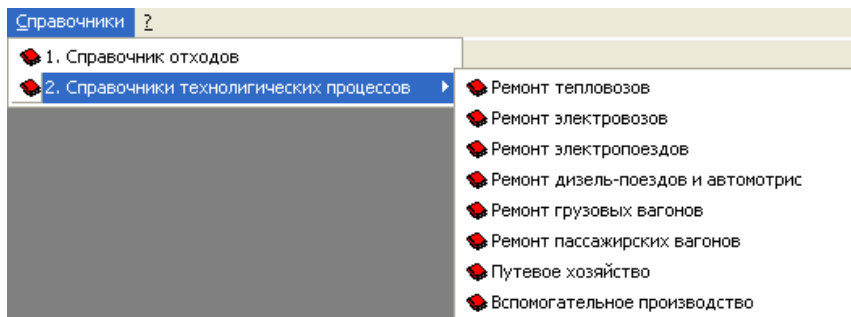 Справочники ?
1. Справочник отходов
2. Справочники технолигических процессов
Ремонт тепловозов
Ремонт электровозов
Ремонт электропоездов
Ремонт дизель-поездов и автомотрис
Ремонт грузовых вагонов
Ремонт пассажирских вагонов
Путевое хозяйство
Вспомогательное производство